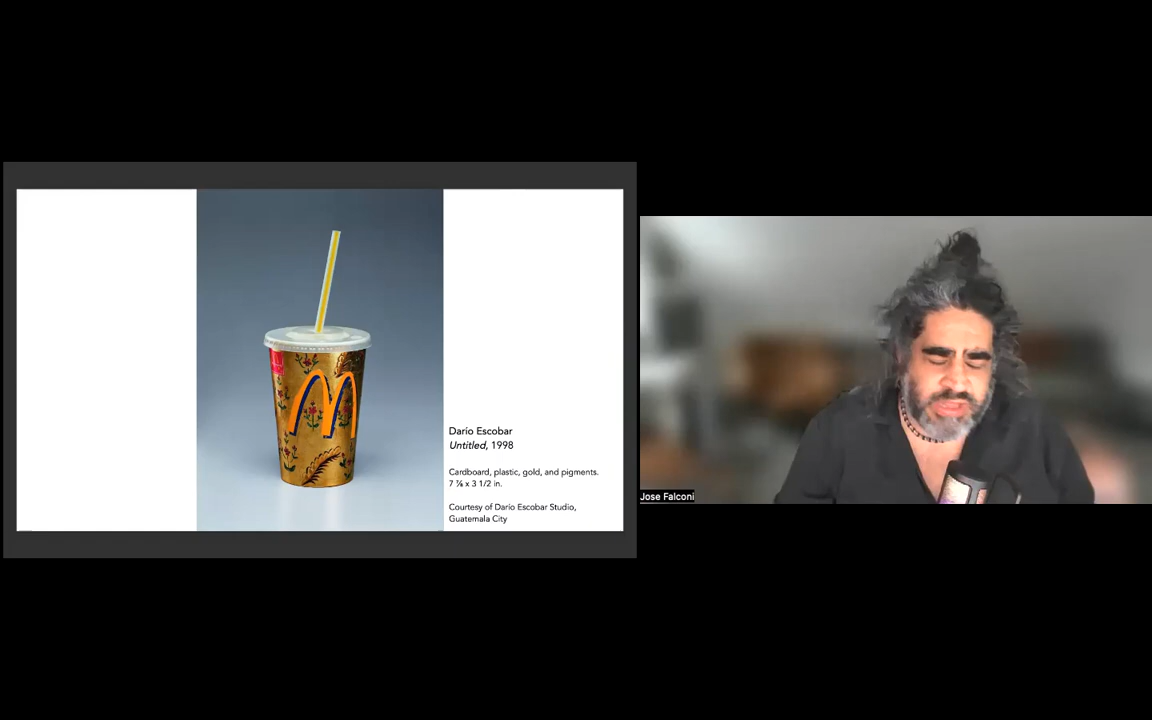 Darío Escobar
Untitled, 1998
Cardboard, plastic, gold, and pigments.
7 ⅞ x 3 1/2 in.
Courtesy of Darío Escobar Studio,
Guatemala City
Jose Falconi